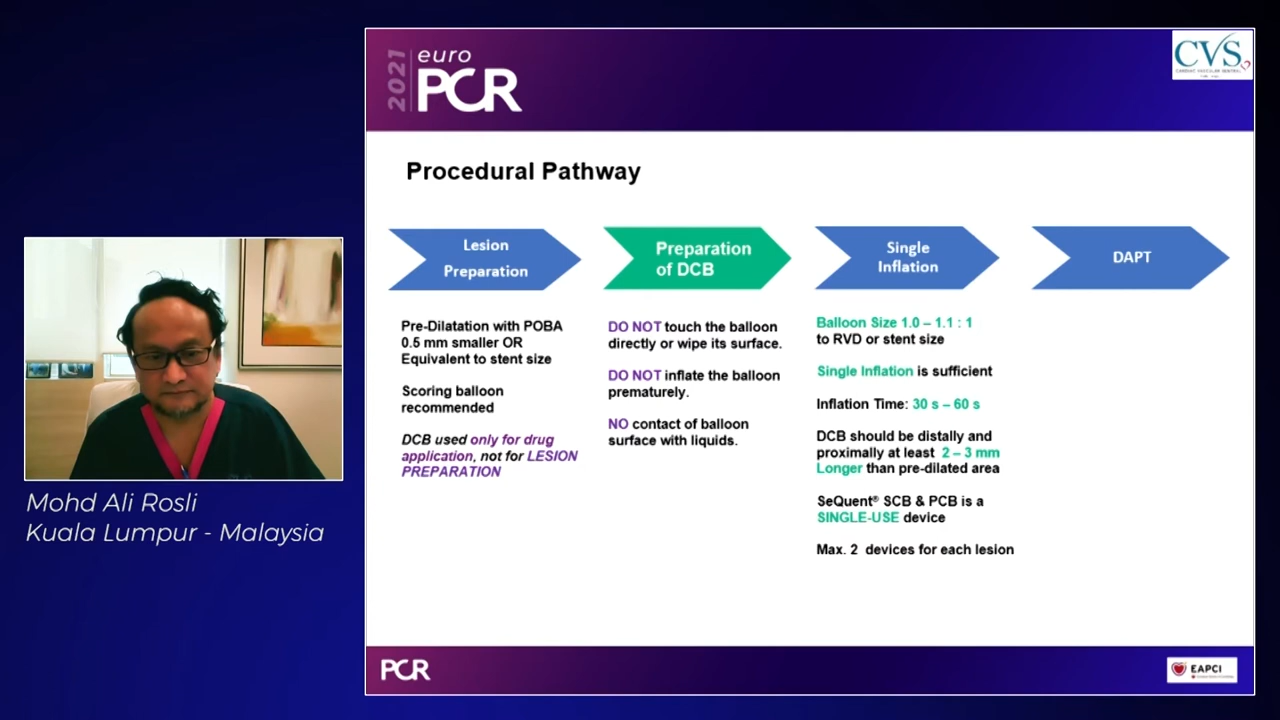 2021
euro
PCR
CVS
Procedural Pathway
Lesion
Preparation
Preparation
of DCB
Single
Inflation
DAPT
Pre-Dilatation with POBA
0.5 mm smaller OR
Equivalent to stent size
Scoring balloon
recommended
DCB used only for drug
application, not for LESION
PREPARATION
DO NOT touch the balloon
directly or wipe its surface.
DO NOT inflate the balloon
prematurely.
NO contact of balloon
surface with liquids.
Balloon Size 1.0 – 1.1 : 1
to RVD or stent size
Single Inflation is sufficient
Inflation Time: 30 s – 60 s
DCB should be distally and
proximally at least 2 – 3 mm
Longer than pre-dilated area
SeQuent® SCB & PCB is a
SINGLE-USE device
Max. 2 devices for each lesion
Mohd Ali Rosli
Kuala Lumpur - Malaysia
PCR
EAPCI